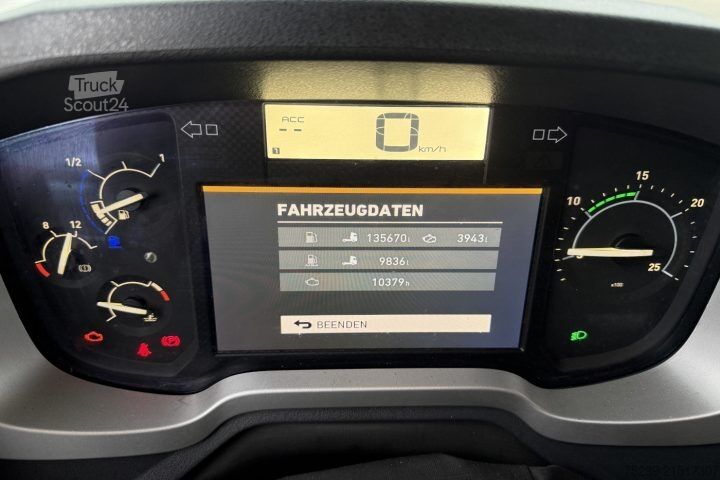 Truck
Scout24
ACC
-- 0 km/h
1
1/2 1
8 12
FAHRZEUGDATEN
135670l 3943l
9836l
10379h
BEENDEN
10 15 20
25
x100